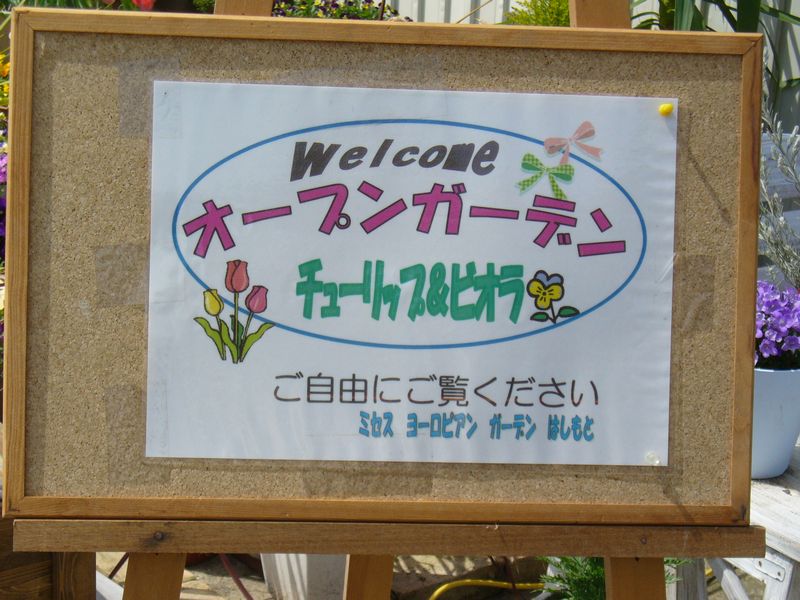 Welcome
オープンガーデン
チューリップ&ビオラ
ご自由にご覧ください
ミセス ヨーロピアン ガーデン はしもと